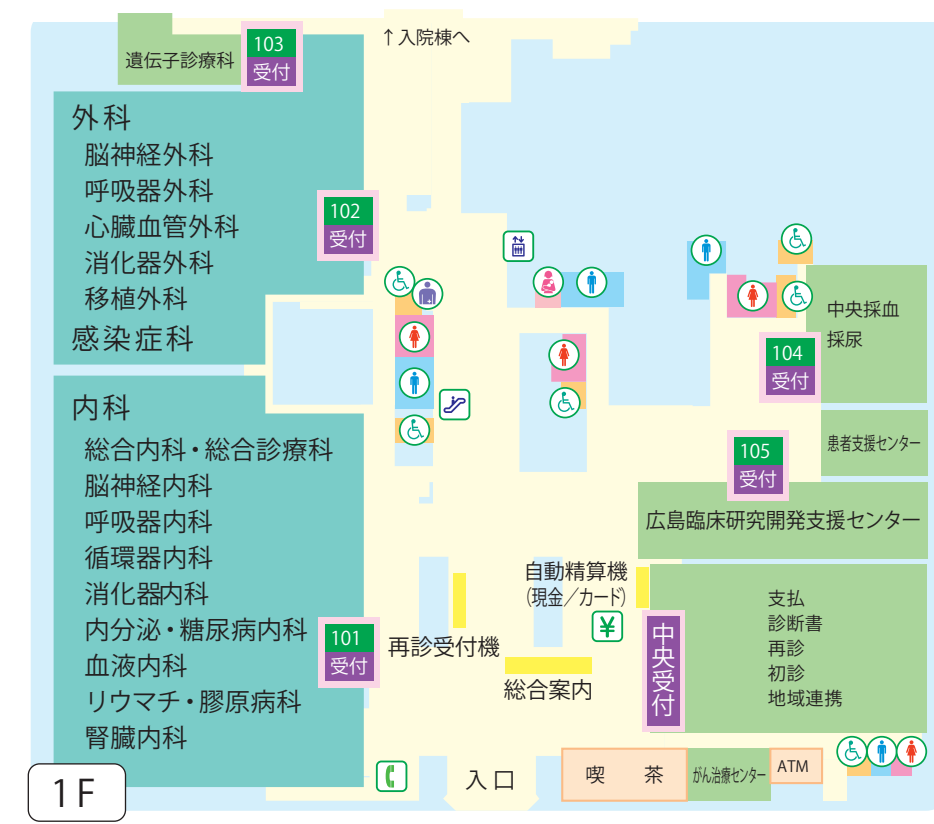 ↑入院棟へ
遺伝子診療科
103
受付
外科
脳神経外科
呼吸器外科
心臓血管外科
消化器外科
移植外科
感染症科
102
受付
内科
総合内科・総合診療科
脳神経内科
呼吸器内科
循環器内科
消化器内科
内分泌・糖尿病内科
血液内科
リウマチ・膠原病科
腎臓内科
101
受付
中央採血
採尿
104
受付
患者支援センター
105
受付
広島臨床研究開発支援センター
自動精算機
(現金／カード)
¥
再診受付機
総合案内
中央受付
支払
診断書
再診
初診
地域連携
入口
喫 茶
がん治療センター
ATM
1F